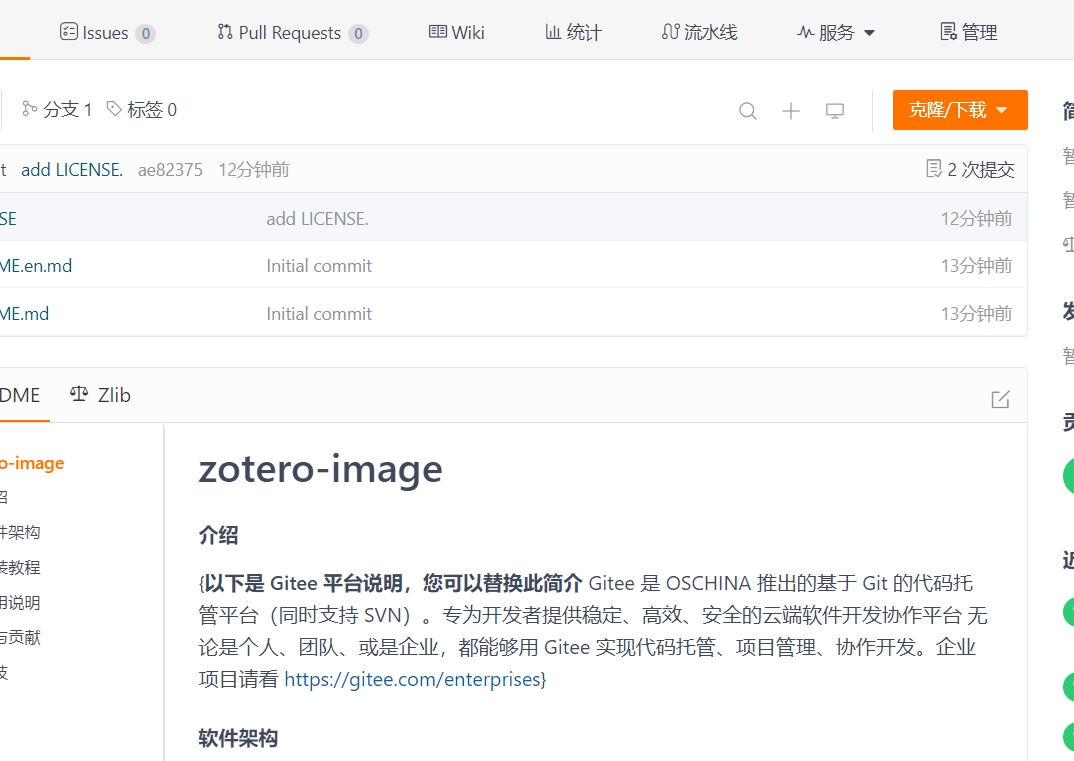 Issues 0 Pull Requests 0 Wiki 统计 流水线 服务 管理
分支 1 标签 0 克隆/下载
add LICENSE. ae82375 12分钟前 2 次提交
SE add LICENSE. 12分钟前
ME.en.md Initial commit 13分钟前
ME.md Initial commit 13分钟前
DME Zlib
o-image
绍
件架构
装教程
用说明
与贡献
技
zotero-image
介绍
{以下是 Gitee 平台说明，您可以替换此简介 Gitee 是 OSCHINA 推出的基于 Git 的代码托
管平台（同时支持 SVN）。专为开发者提供稳定、高效、安全的云端软件开发协作平台 无
论是个人、团队、或是企业，都能够用 Gitee 实现代码托管、项目管理、协作开发。企业
项目请看 https://gitee.com/enterprises}
软件架构